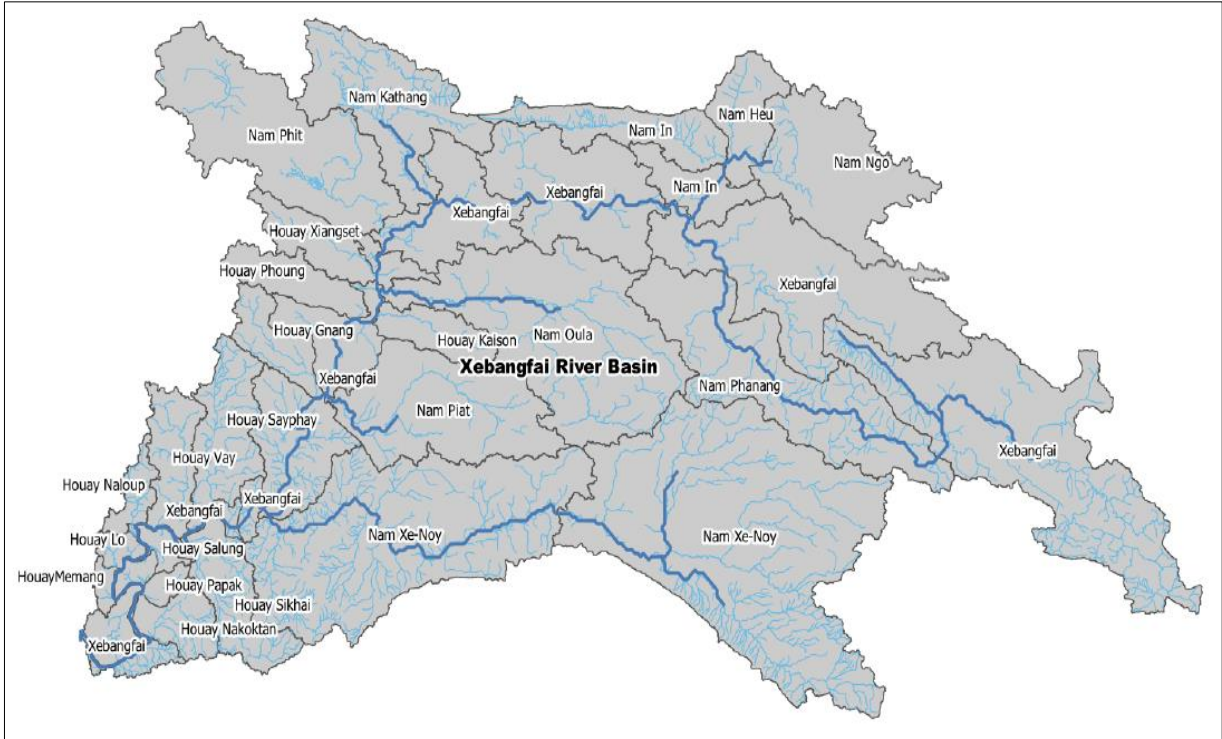 Nam Kathang
Nam Heu
Nam Phit
Nam In
Nam Ngo
Nam In
Xebangfai
Xebangfai
Houay Xiangset
Houay Phoung
Xebangfai
Houay Gnang
Houay Kaison
Nam Oula
Xebangfai River Basin
Xebangfai
Nam Phanang
Houay Sayphay
Nam Piat
Xebangfai
Houay Vay
Houay Naloup
Xebangfai
Xebangfai
Nam Xe-Noy
Nam Xe-Noy
Houay Lo
Houay Salung
HouayMemang
Houay Papak
Houay Sikhai
Houay Nakoktan
Xebangfai